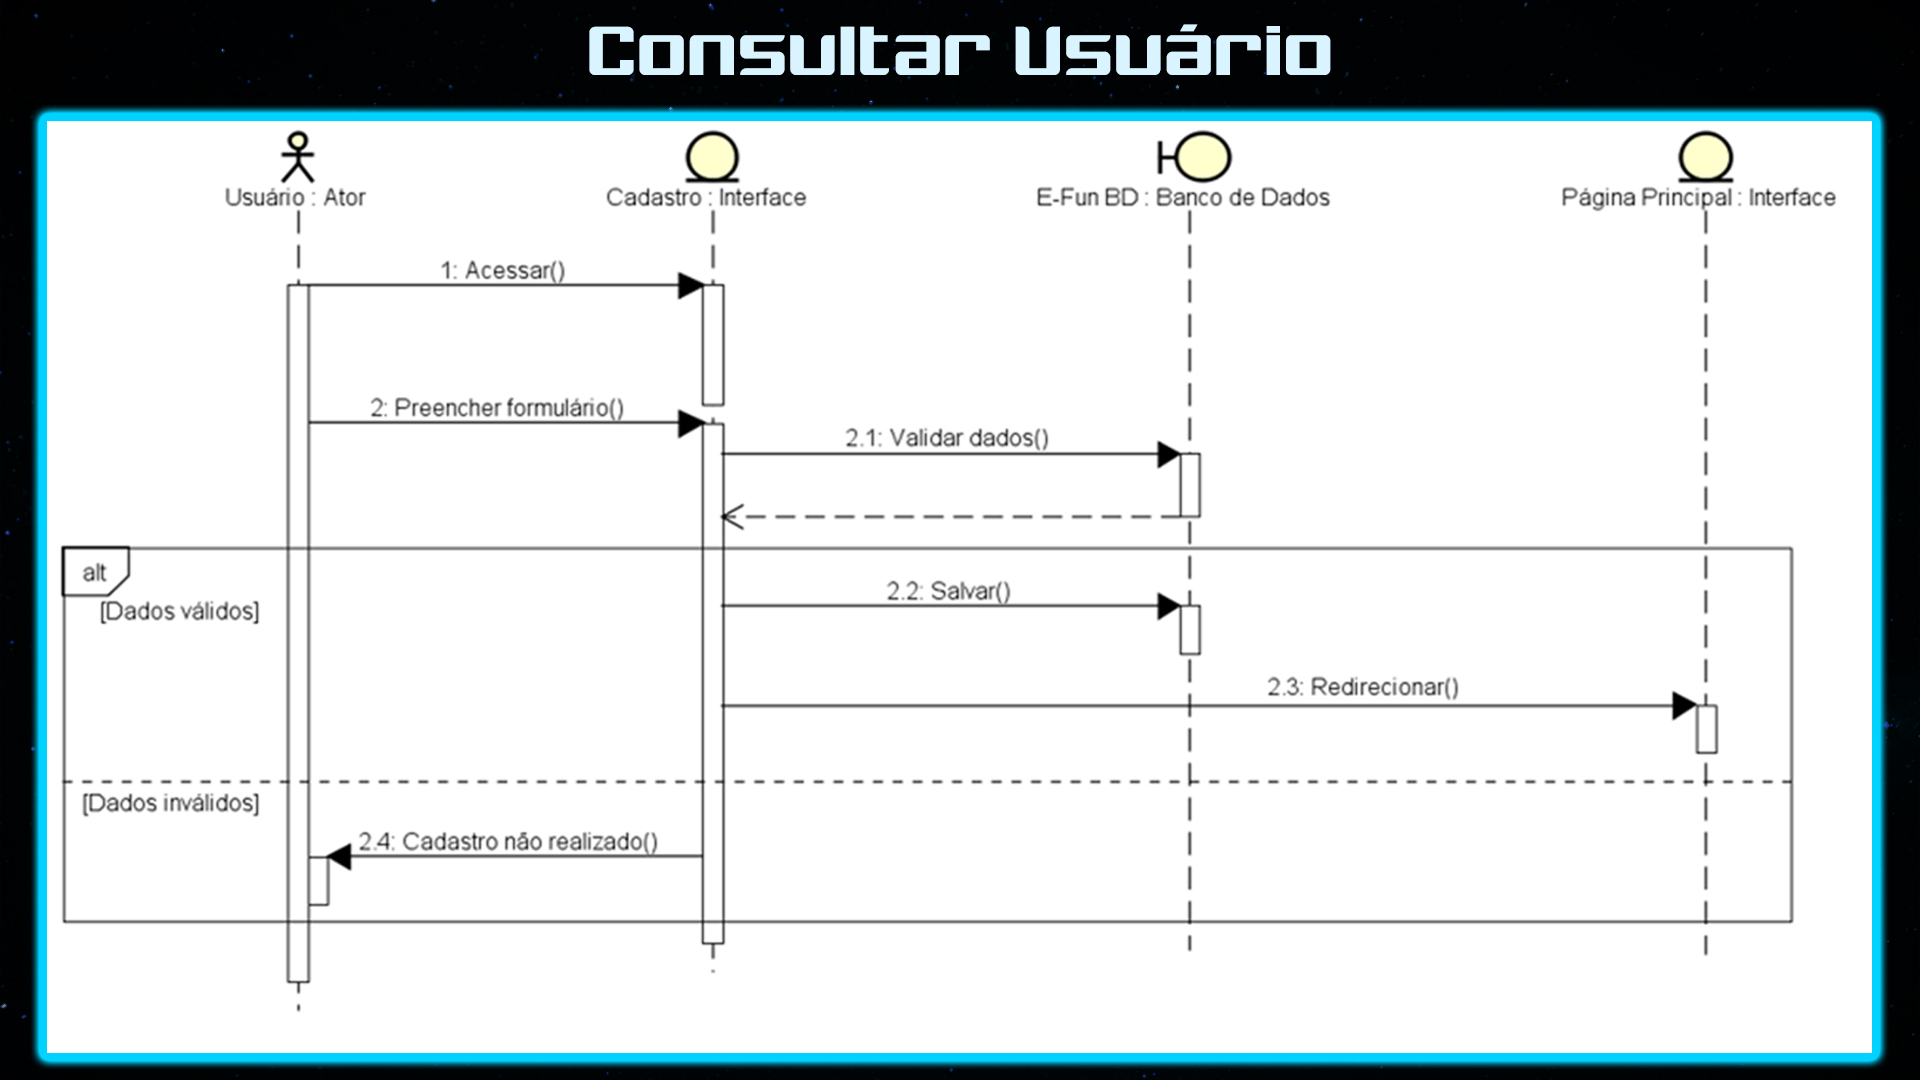 Consultar Usuário
Usuário : Ator
Cadastro : Interface
E-Fun BD : Banco de Dados
Página Principal : Interface
1: Acessar()
2: Preencher formulário()
2.1: Validar dados()
alt
[Dados válidos]
2.2: Salvar()
2.3: Redirecionar()
[Dados inválidos]
2.4: Cadastro não realizado()